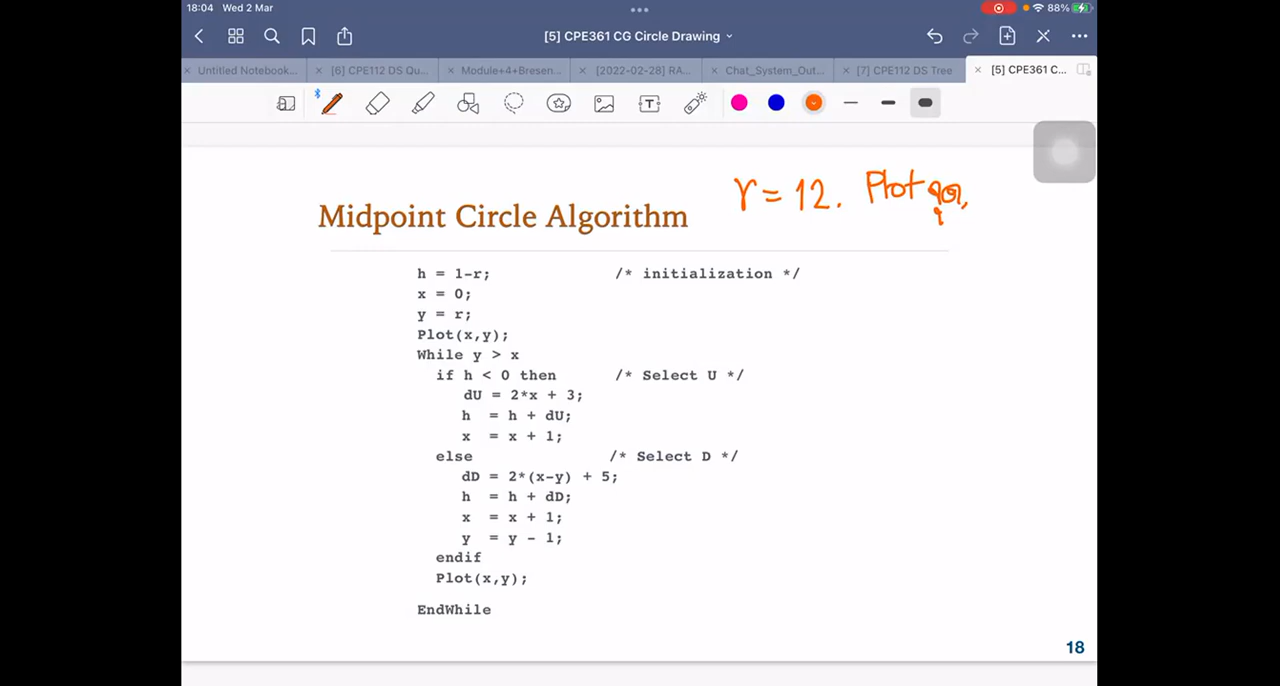 18:04 Wed 2 Mar
88%
[5] CPE361 CG Circle Drawing
Untitled Notebook...
[6] CPE112 DS Qu...
Module+4+Bresen...
[2022-02-28] RA...
Chat_System_Out...
[7] CPE112 DS Tree
[5] CPE361 C...
r = 12. Plot
Midpoint Circle Algorithm
h = 1-r; /* initialization */
x = 0;
y = r;
Plot(x,y);
While y > x
if h < 0 then /* Select U */
dU = 2*x + 3;
h = h + dU;
x = x + 1;
else /* Select D */
dD = 2*(x-y) + 5;
h = h + dD;
x = x + 1;
y = y - 1;
endif
Plot(x,y);
EndWhile
18